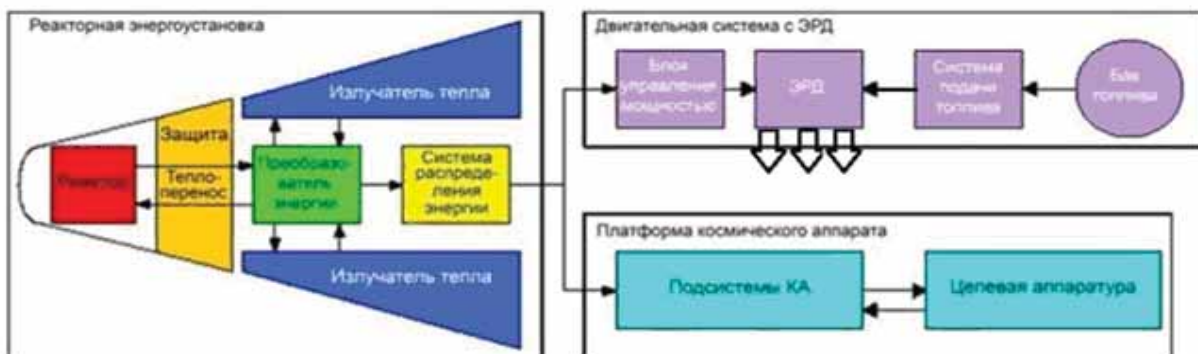 Реакторная энергоустановка
Излучатель тепла
Защита
Реактор
Тепло-
перенос
Преобразо-
ватель
энергии
Система
распреде-
ления
энергии
Излучатель тепла
Двигательная система с ЭРД
Блок
управления
мощностью
ЭРД
Система
подачи
топлива
Бак
топлива
Платформа космического аппарата
Подсистемы КА
Целевая аппаратура